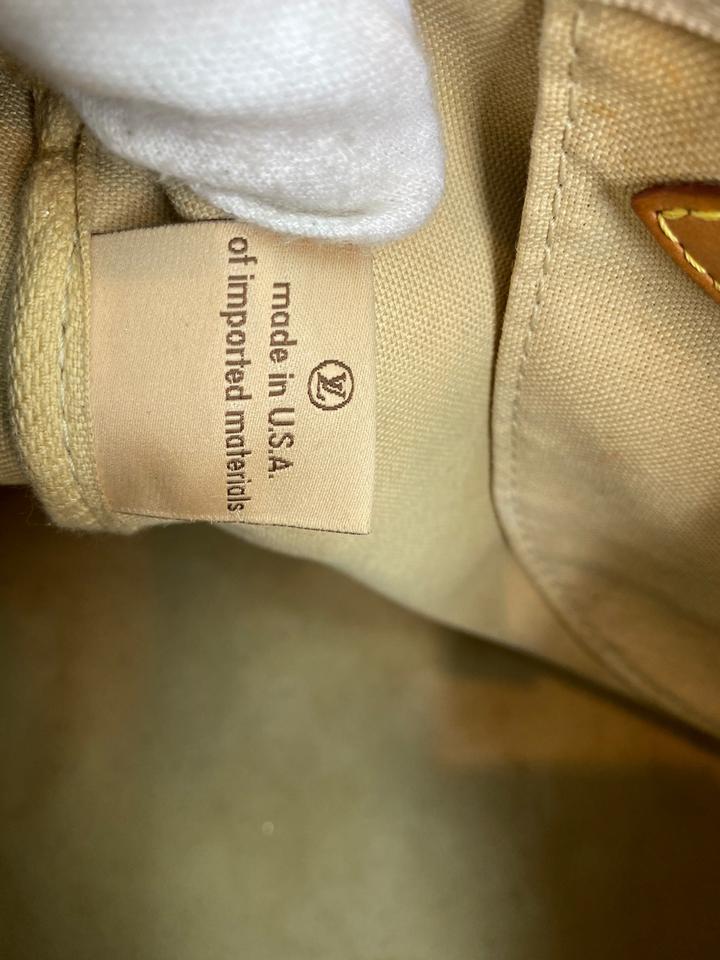 LV
made in U.S.A.
of imported materials